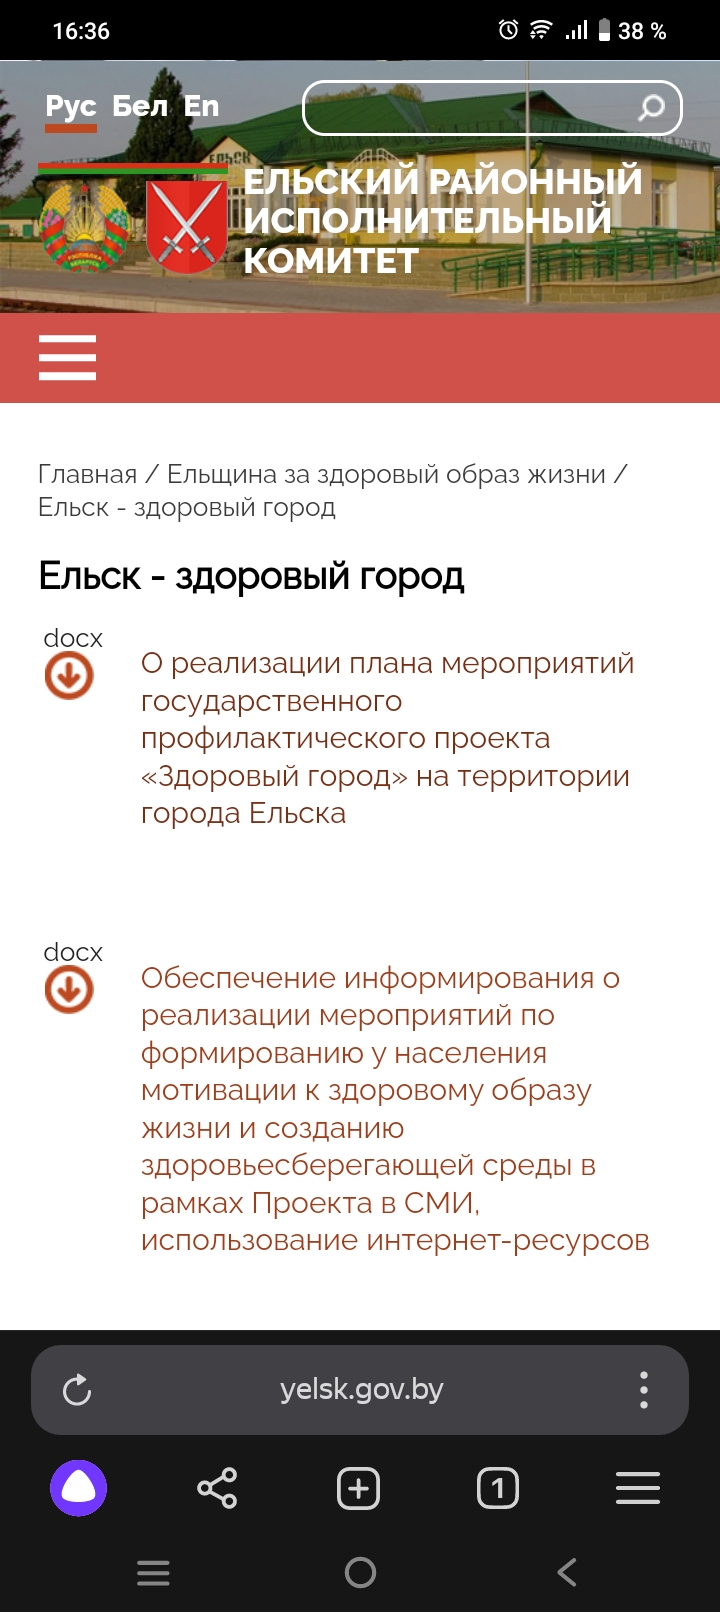 16:36
38 %
Рус Бел En
ЕЛЬСК
ЕЛЬСКИЙ РАЙОННЫЙ
ИСПОЛНИТЕЛЬНЫЙ
КОМИТЕТ
Главная / Ельщина за здоровый образ жизни /
Ельск - здоровый город
Ельск - здоровый город
docx
О реализации плана мероприятий
государственного
профилактического проекта
«Здоровый город» на территории
города Ельска
docx
Обеспечение информирования о
реализации мероприятий по
формированию у населения
мотивации к здоровому образу
жизни и созданию
здоровьесберегающей среды в
рамках Проекта в СМИ,
использование интернет-ресурсов
yelsk.gov.by
1